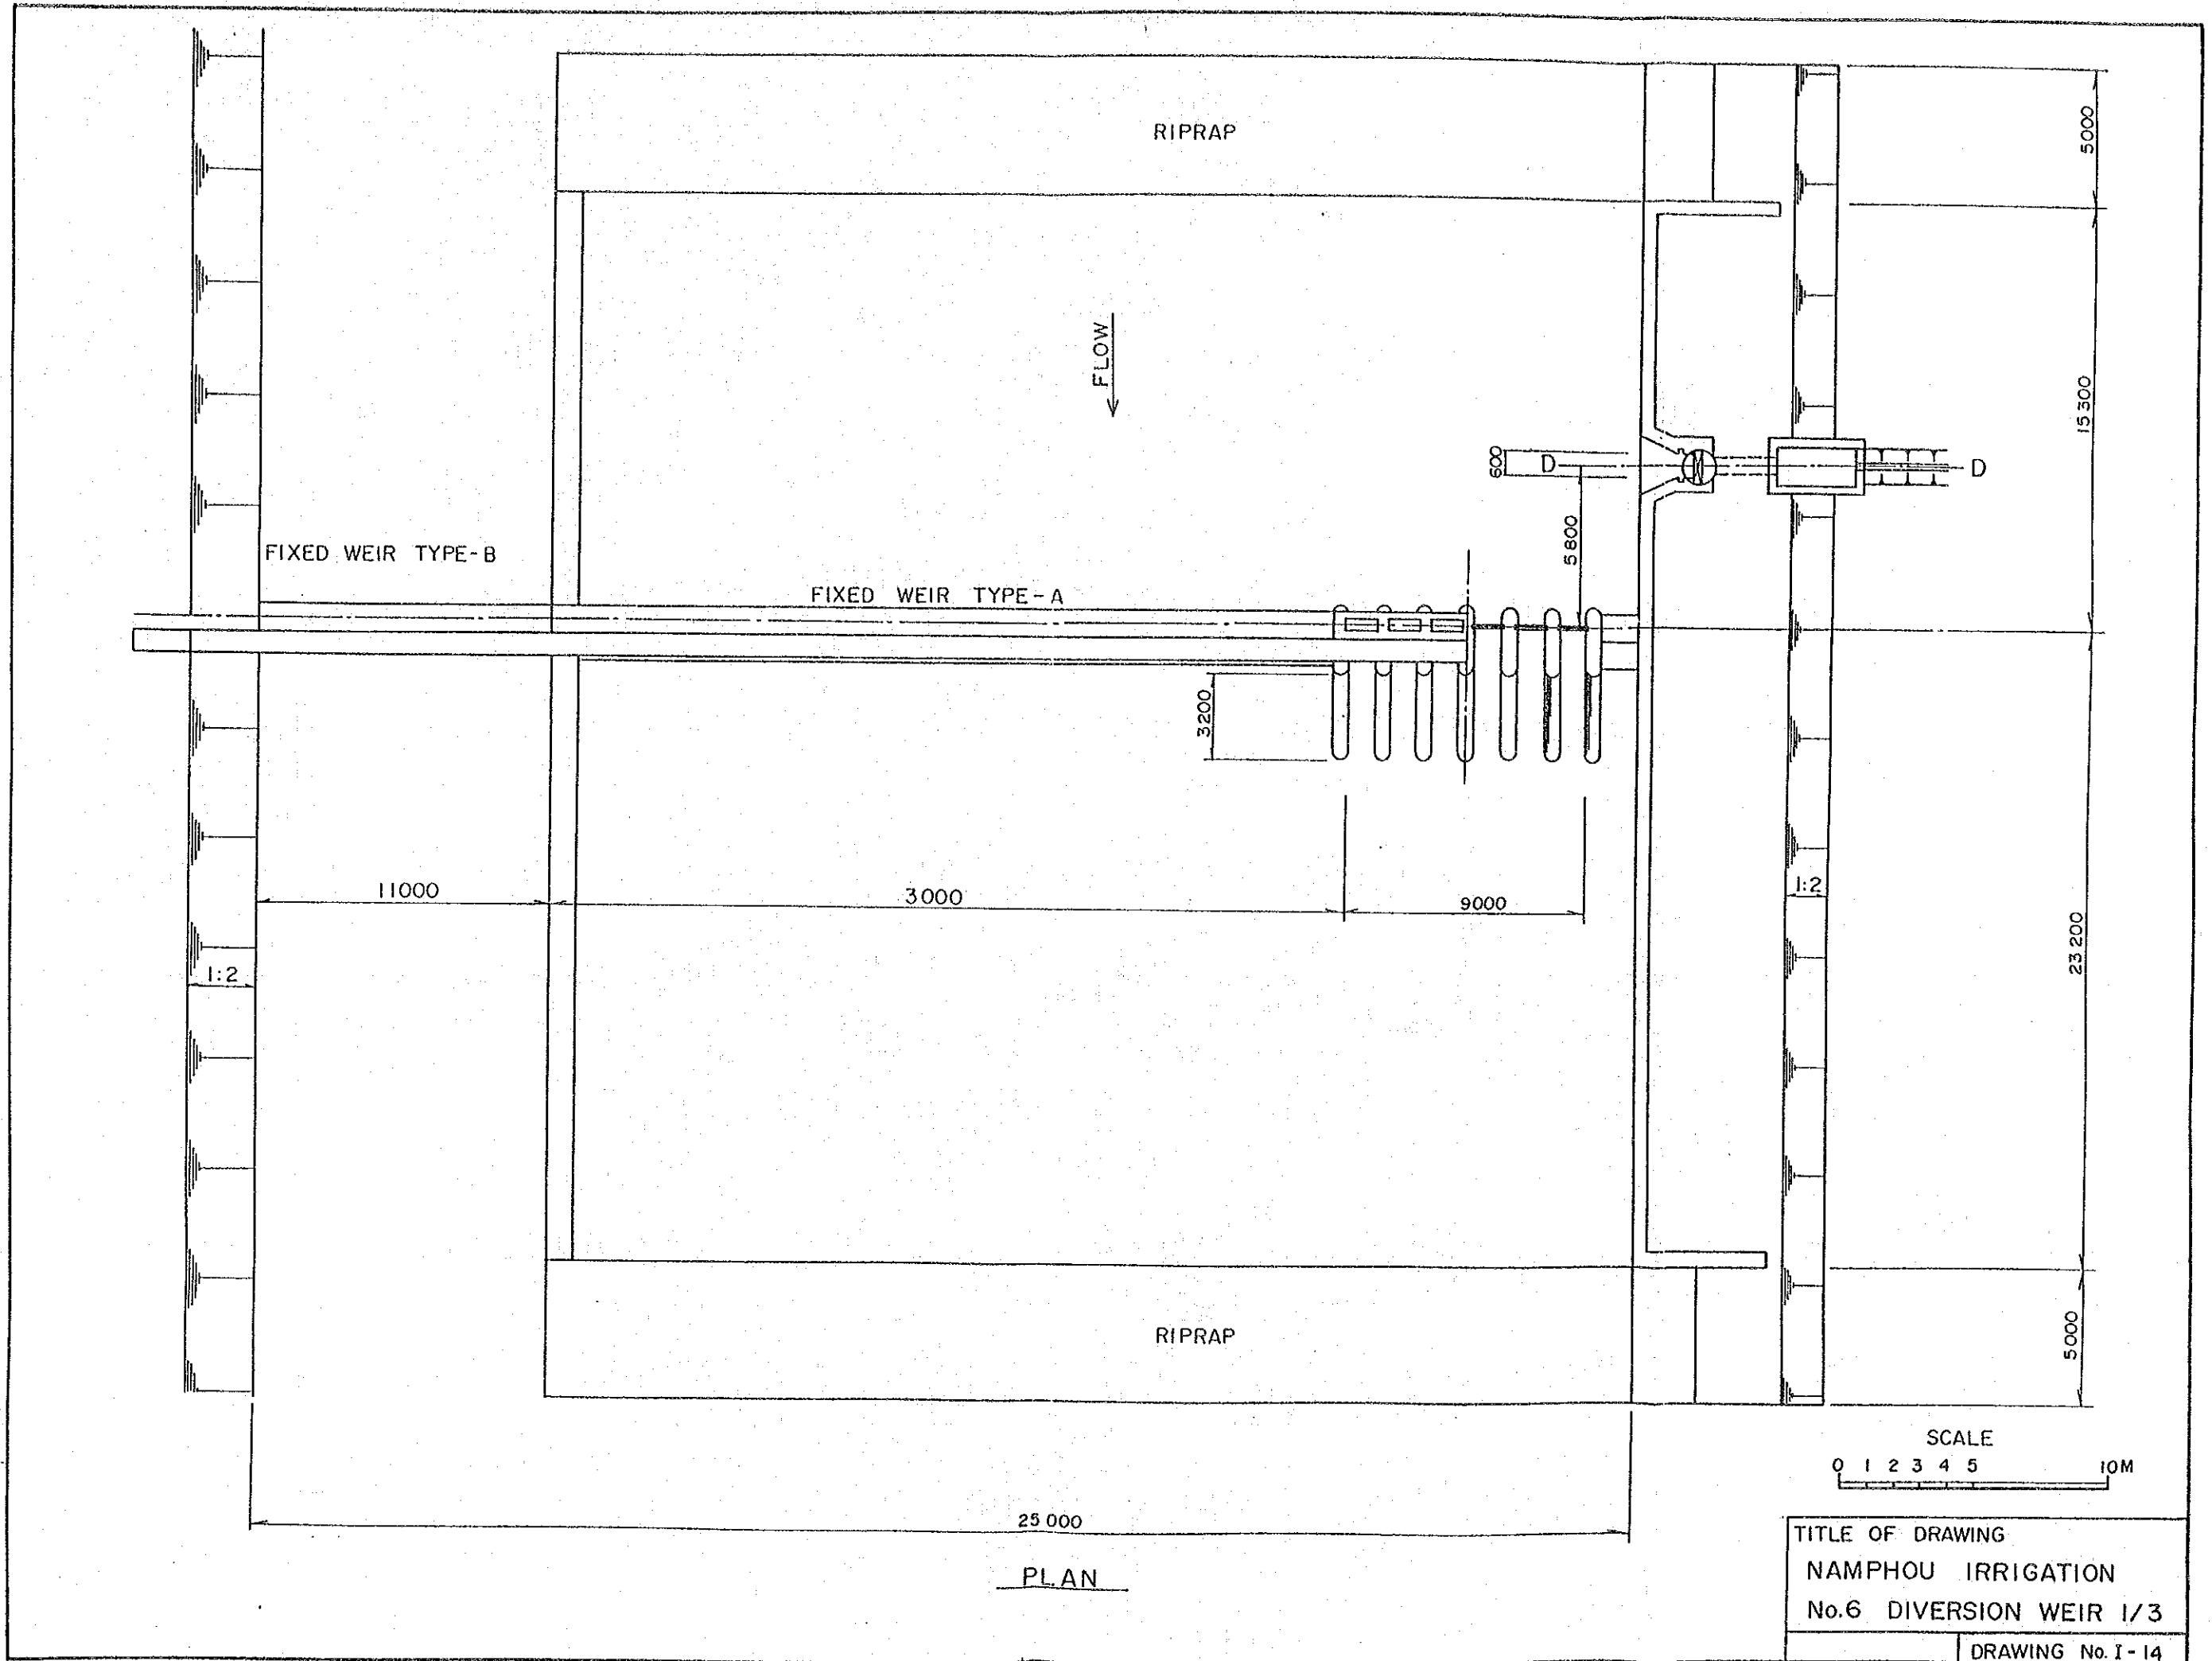 RIPRAP
5000
FLOW
15300
600
D
D
5800
FIXED WEIR TYPE-B
FIXED WEIR TYPE-A
3200
11000
3000
9000
1:2
1:2
23200
RIPRAP
5000
SCALE
0 1 2 3 4 5 10M
25000
PLAN
TITLE OF DRAWING
NAMPHOU IRRIGATION
No.6 DIVERSION WEIR 1/3
DRAWING No. I-14